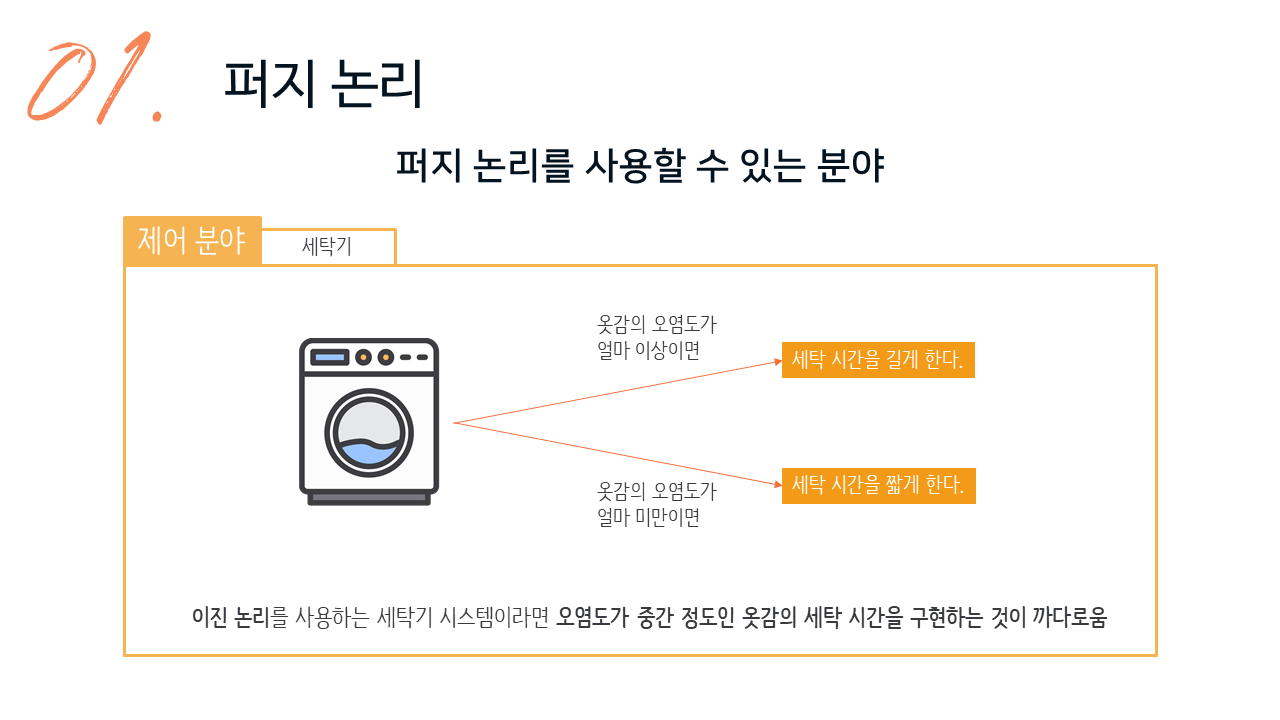 01.
퍼지 논리
퍼지 논리를 사용할 수 있는 분야
제어 분야
세탁기
옷감의 오염도가
얼마 이상이면
세탁 시간을 길게 한다.
옷감의 오염도가
얼마 미만이면
세탁 시간을 짧게 한다.
이진 논리를 사용하는 세탁기 시스템이라면 오염도가 중간 정도인 옷감의 세탁 시간을 구현하는 것이 까다로움